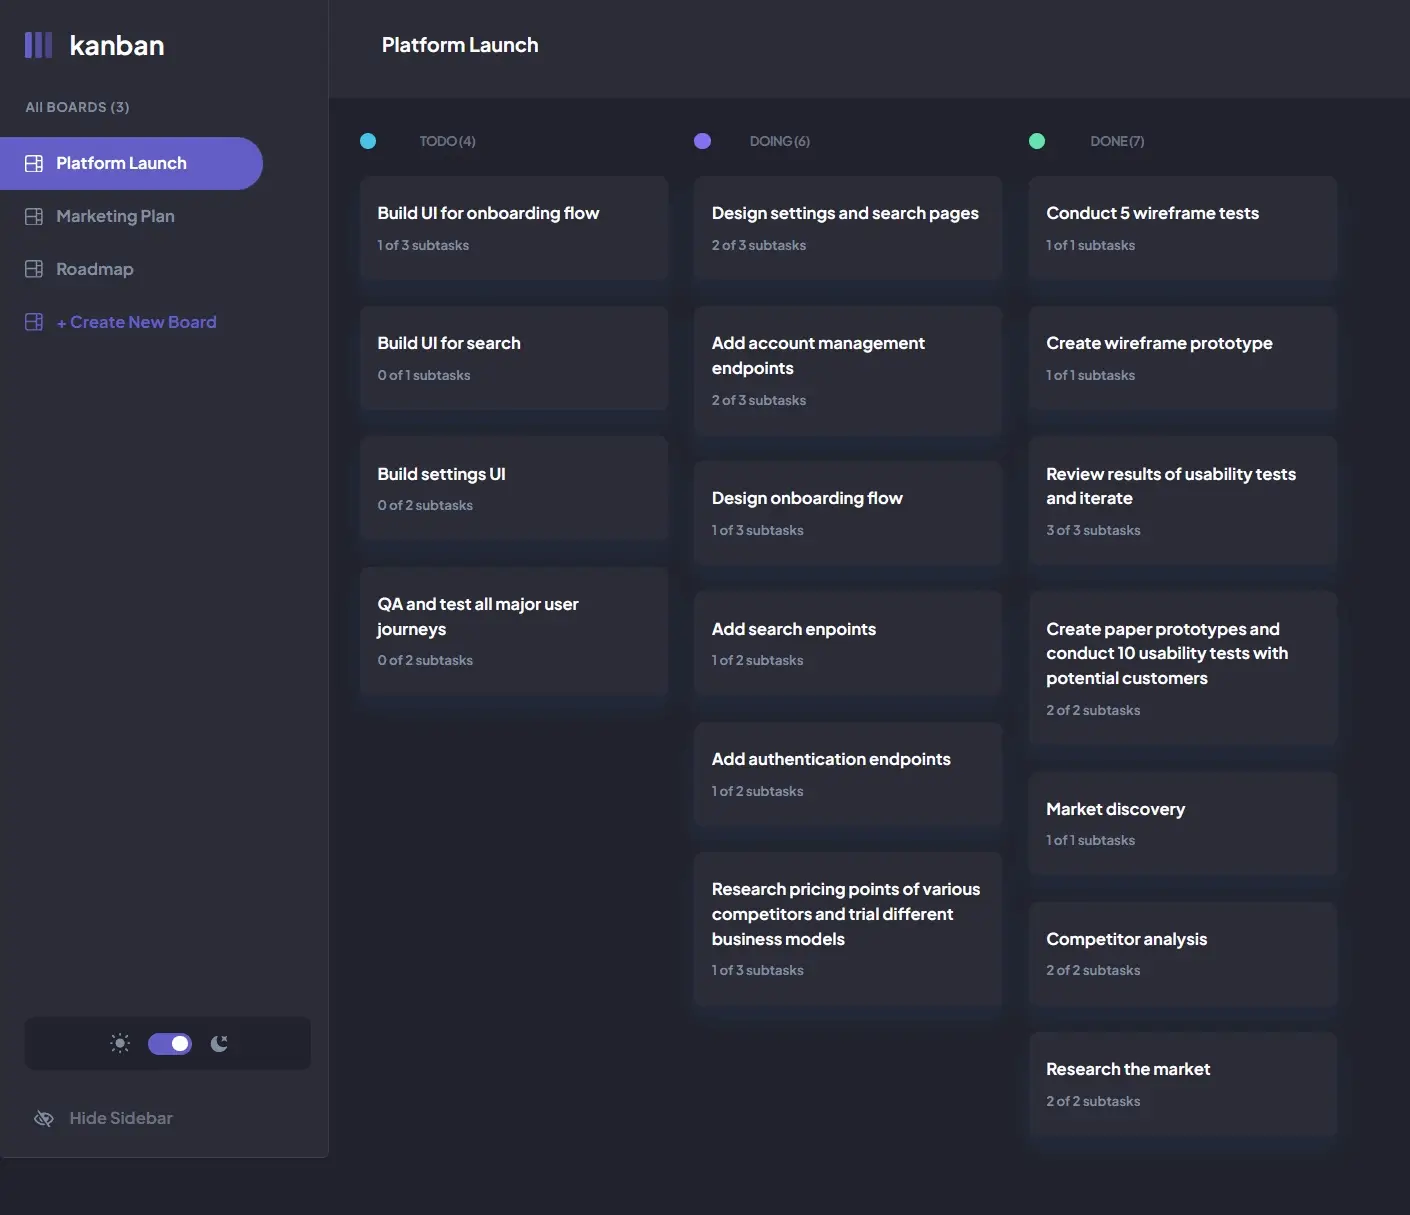 kanban
All BOARDS (3)
Platform Launch
Marketing Plan
Roadmap
+ Create New Board
Hide Sidebar
Platform Launch
TODO (4)
Build UI for onboarding flow
1 of 3 subtasks
Build UI for search
0 of 1 subtasks
Build settings UI
0 of 2 subtasks
QA and test all major user
journeys
0 of 2 subtasks
DOING (6)
Design settings and search pages
2 of 3 subtasks
Add account management
endpoints
2 of 3 subtasks
Design onboarding flow
1 of 3 subtasks
Add search enpoints
1 of 2 subtasks
Add authentication endpoints
1 of 2 subtasks
Research pricing points of various
competitors and trial different
business models
1 of 3 subtasks
DONE (7)
Conduct 5 wireframe tests
1 of 1 subtasks
Create wireframe prototype
1 of 1 subtasks
Review results of usability tests
and iterate
3 of 3 subtasks
Create paper prototypes and
conduct 10 usability tests with
potential customers
2 of 2 subtasks
Market discovery
1 of 1 subtasks
Competitor analysis
2 of 2 subtasks
Research the market
2 of 2 subtasks